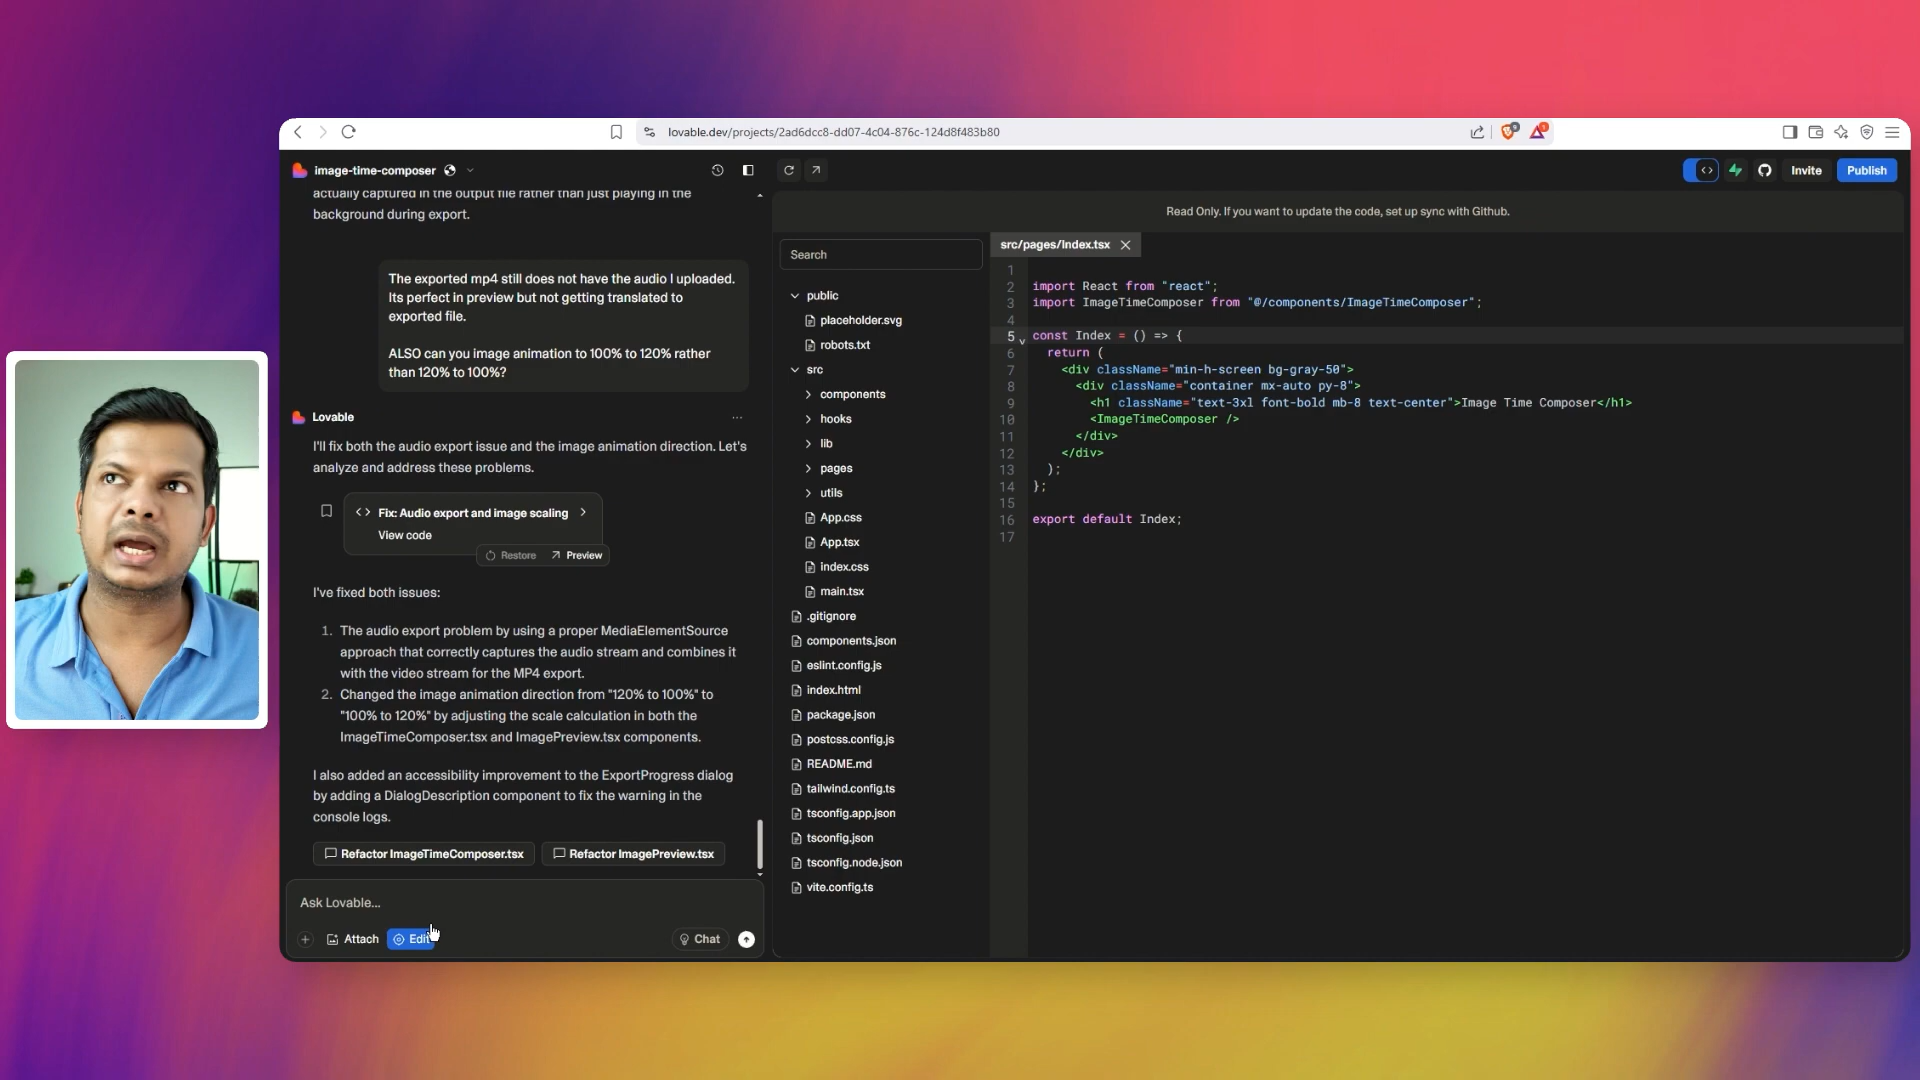 lovable.dev/projects/2ad6dcc8-dd07-4c04-876c-124d8f483b80
image-time-composer
Invite
Publish
actually captured in the output file rather than just playing in the
background during export.
The exported mp4 still does not have the audio I uploaded.
Its perfect in preview but not getting translated to
exported file.
ALSO can you image animation to 100% to 120% rather
than 120% to 100%?
Lovable
I'll fix both the audio export issue and the image animation direction. Let's
analyze and address these problems.
Fix: Audio export and image scaling
View code
Restore
Preview
I've fixed both issues:
1. The audio export problem by using a proper MediaElementSource
approach that correctly captures the audio stream and combines it
with the video stream for the MP4 export.
2. Changed the image animation direction from "120% to 100%" to
"100% to 120%" by adjusting the scale calculation in both the
ImageTimeComposer.tsx and ImagePreview.tsx components.
I also added an accessibility improvement to the ExportProgress dialog
by adding a DialogDescription component to fix the warning in the
console logs.
Refactor ImageTimeComposer.tsx
Refactor ImagePreview.tsx
Ask Lovable...
Attach
Edit
Chat
Read Only. If you want to update the code, set up sync with Github.
Search
public
placeholder.svg
robots.txt
src
components
hooks
lib
pages
utils
App.css
App.tsx
index.css
main.tsx
.gitignore
components.json
eslint.config.js
index.html
package.json
postcss.config.js
README.md
tailwind.config.ts
tsconfig.app.json
tsconfig.json
tsconfig.node.json
vite.config.ts
src/pages/Index.tsx
1
2 import React from "react";
3 import ImageTimeComposer from "@/components/ImageTimeComposer";
4
5 const Index = () => {
6 return (
7 <div className="min-h-screen bg-gray-50">
8 <div className="container mx-auto py-8">
9 <h1 className="text-3xl font-bold mb-8 text-center">Image Time Composer</h1>
10 <ImageTimeComposer />
11 </div>
12 </div>
13 );
14 };
15
16 export default Index;
17